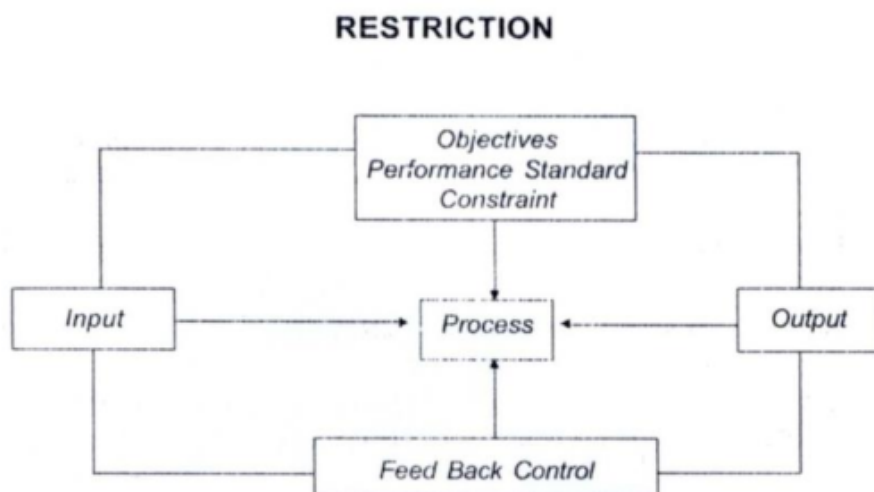 RESTRICTION
Objectives
Performance Standard
Constraint
Input
Process
Output
Feed Back Control